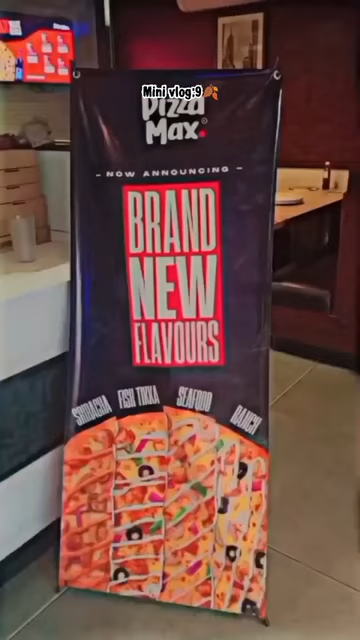 Mini vlog:9🍂
Pizza
Max
- NOW ANNOUNCING -
BRAND
NEW
FLAVOURS
SRIRACHA FISH TIKKA SEAFOOD RANCH